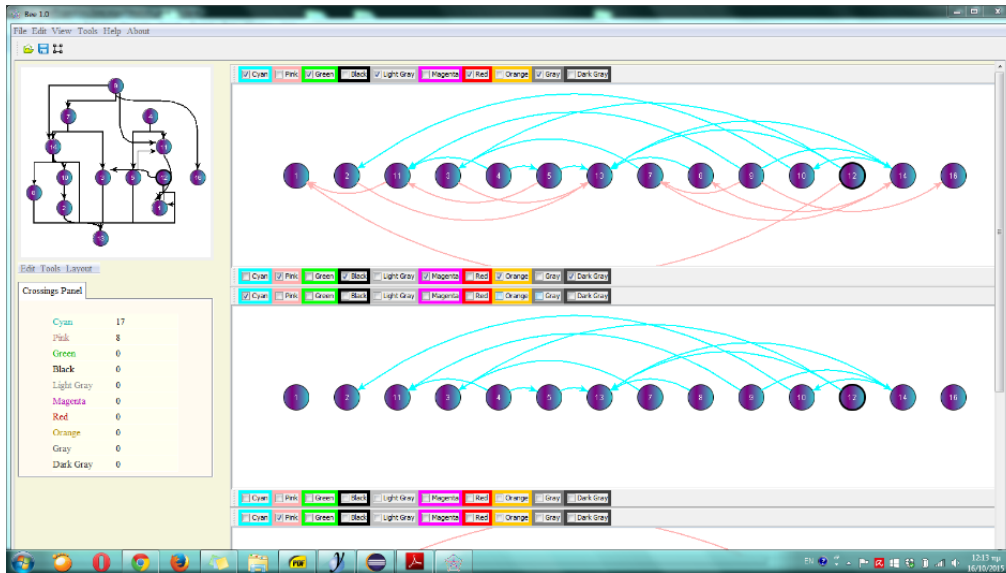 Bee 1.0
File Edit View Tools Help About
Cyan Pink Green Black Light Gray Magenta Red Orange Gray Dark Gray
1 2 11 3 4 5 13 7 8 9 10 12 14 16
Edit Tools Layout
Cyan Pink Green Black Light Gray Magenta Red Orange Gray Dark Gray
Cyan Pink Green Black Light Gray Magenta Red Orange Gray Dark Gray
Crossings Panel
Cyan 17
Pink 8
Green 0
Black 0
Light Gray 0
Magenta 0
Red 0
Orange 0
Gray 0
Dark Gray 0
1 2 11 3 4 5 13 7 8 9 10 12 14 16
Cyan Pink Green Black Light Gray Magenta Red Orange Gray Dark Gray
Cyan Pink Green Black Light Gray Magenta Red Orange Gray Dark Gray
PDF
EN
12:13 πμ